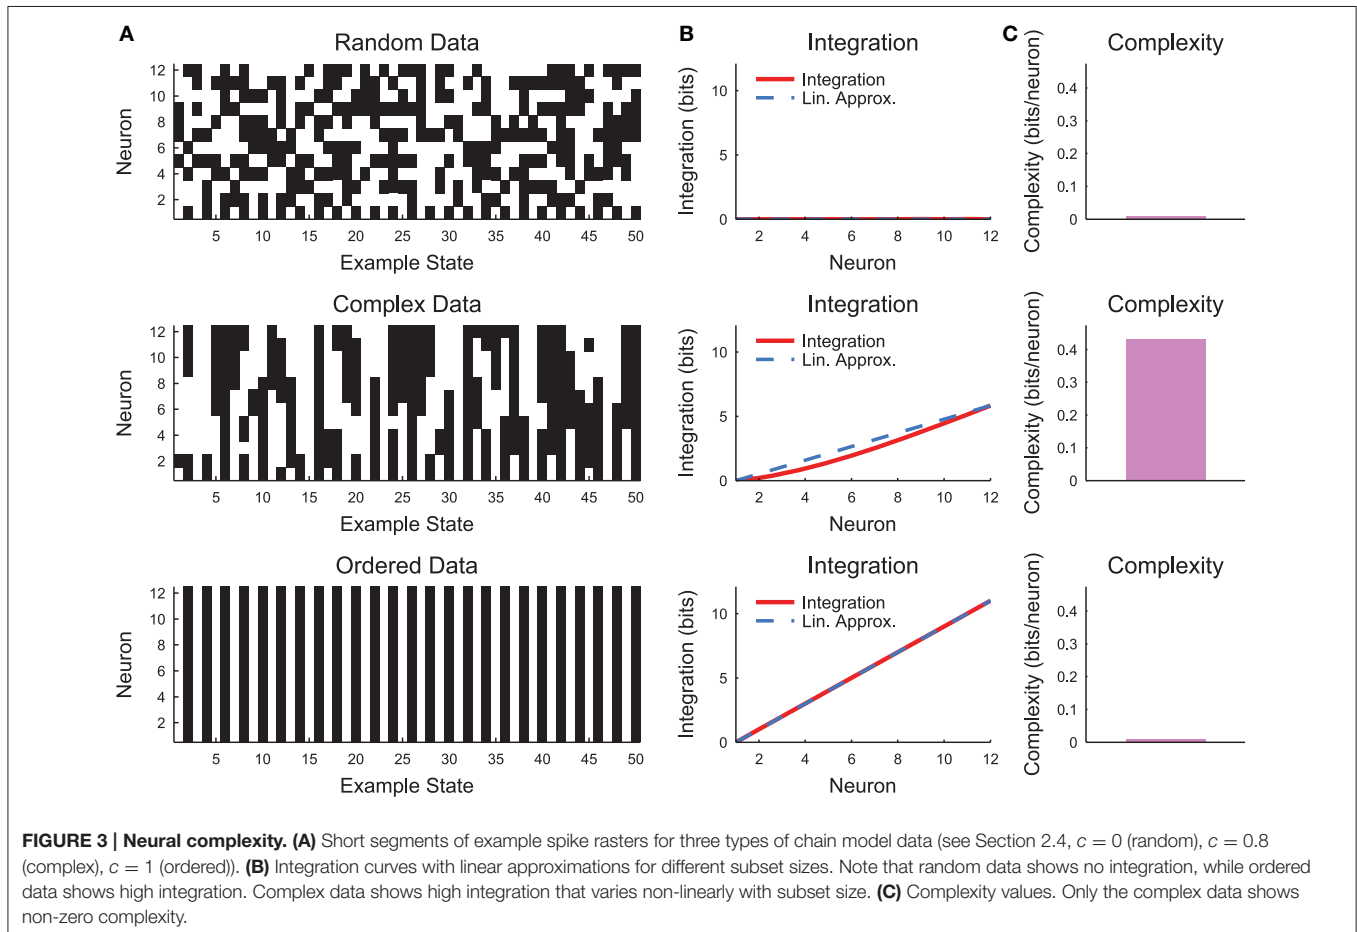 A
B
C
Random Data
Integration
Complexity
12
10
8
6
4
2
Neuron
5 10 15 20 25 30 35 40 45 50
Example State
Integration (bits)
10
5
0
Integration
Lin. Approx.
2 4 6 8 10 12
Neuron
Complexity (bits/neuron)
0.4
0.3
0.2
0.1
0
Complex Data
Integration
Complexity
12
10
8
6
4
2
Neuron
5 10 15 20 25 30 35 40 45 50
Example State
Integration (bits)
10
5
0
Integration
Lin. Approx.
2 4 6 8 10 12
Neuron
Complexity (bits/neuron)
0.4
0.3
0.2
0.1
0
Ordered Data
Integration
Complexity
12
10
8
6
4
2
Neuron
5 10 15 20 25 30 35 40 45 50
Example State
Integration (bits)
10
5
0
Integration
Lin. Approx.
2 4 6 8 10 12
Neuron
Complexity (bits/neuron)
0.4
0.3
0.2
0.1
0
FIGURE 3 | Neural complexity. (A) Short segments of example spike rasters for three types of chain model data (see Section 2.4, c = 0 (random), c = 0.8
(complex), c = 1 (ordered)). (B) Integration curves with linear approximations for different subset sizes. Note that random data shows no integration, while ordered
data shows high integration. Complex data shows high integration that varies non-linearly with subset size. (C) Complexity values. Only the complex data shows
non-zero complexity.